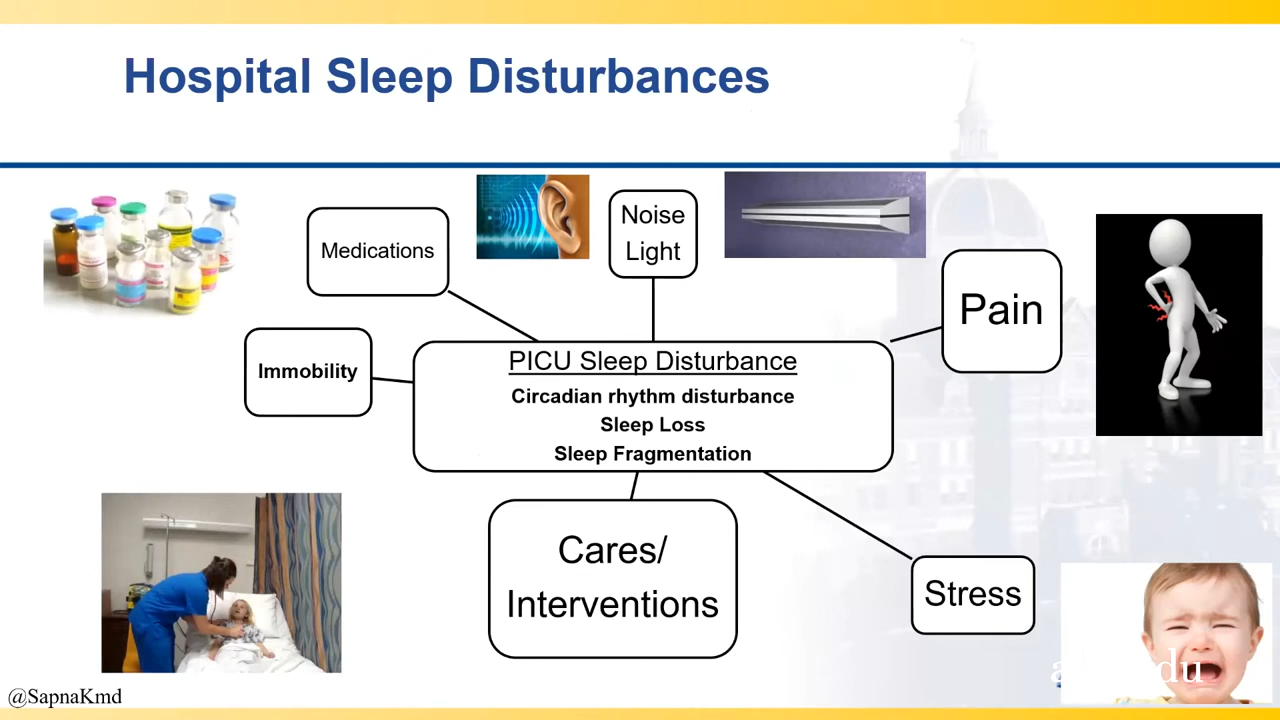 Hospital Sleep Disturbances
Medications
Noise
Light
Pain
Immobility
PICU Sleep Disturbance
Circadian rhythm disturbance
Sleep Loss
Sleep Fragmentation
Cares/
Interventions
Stress
@SapnaKmd